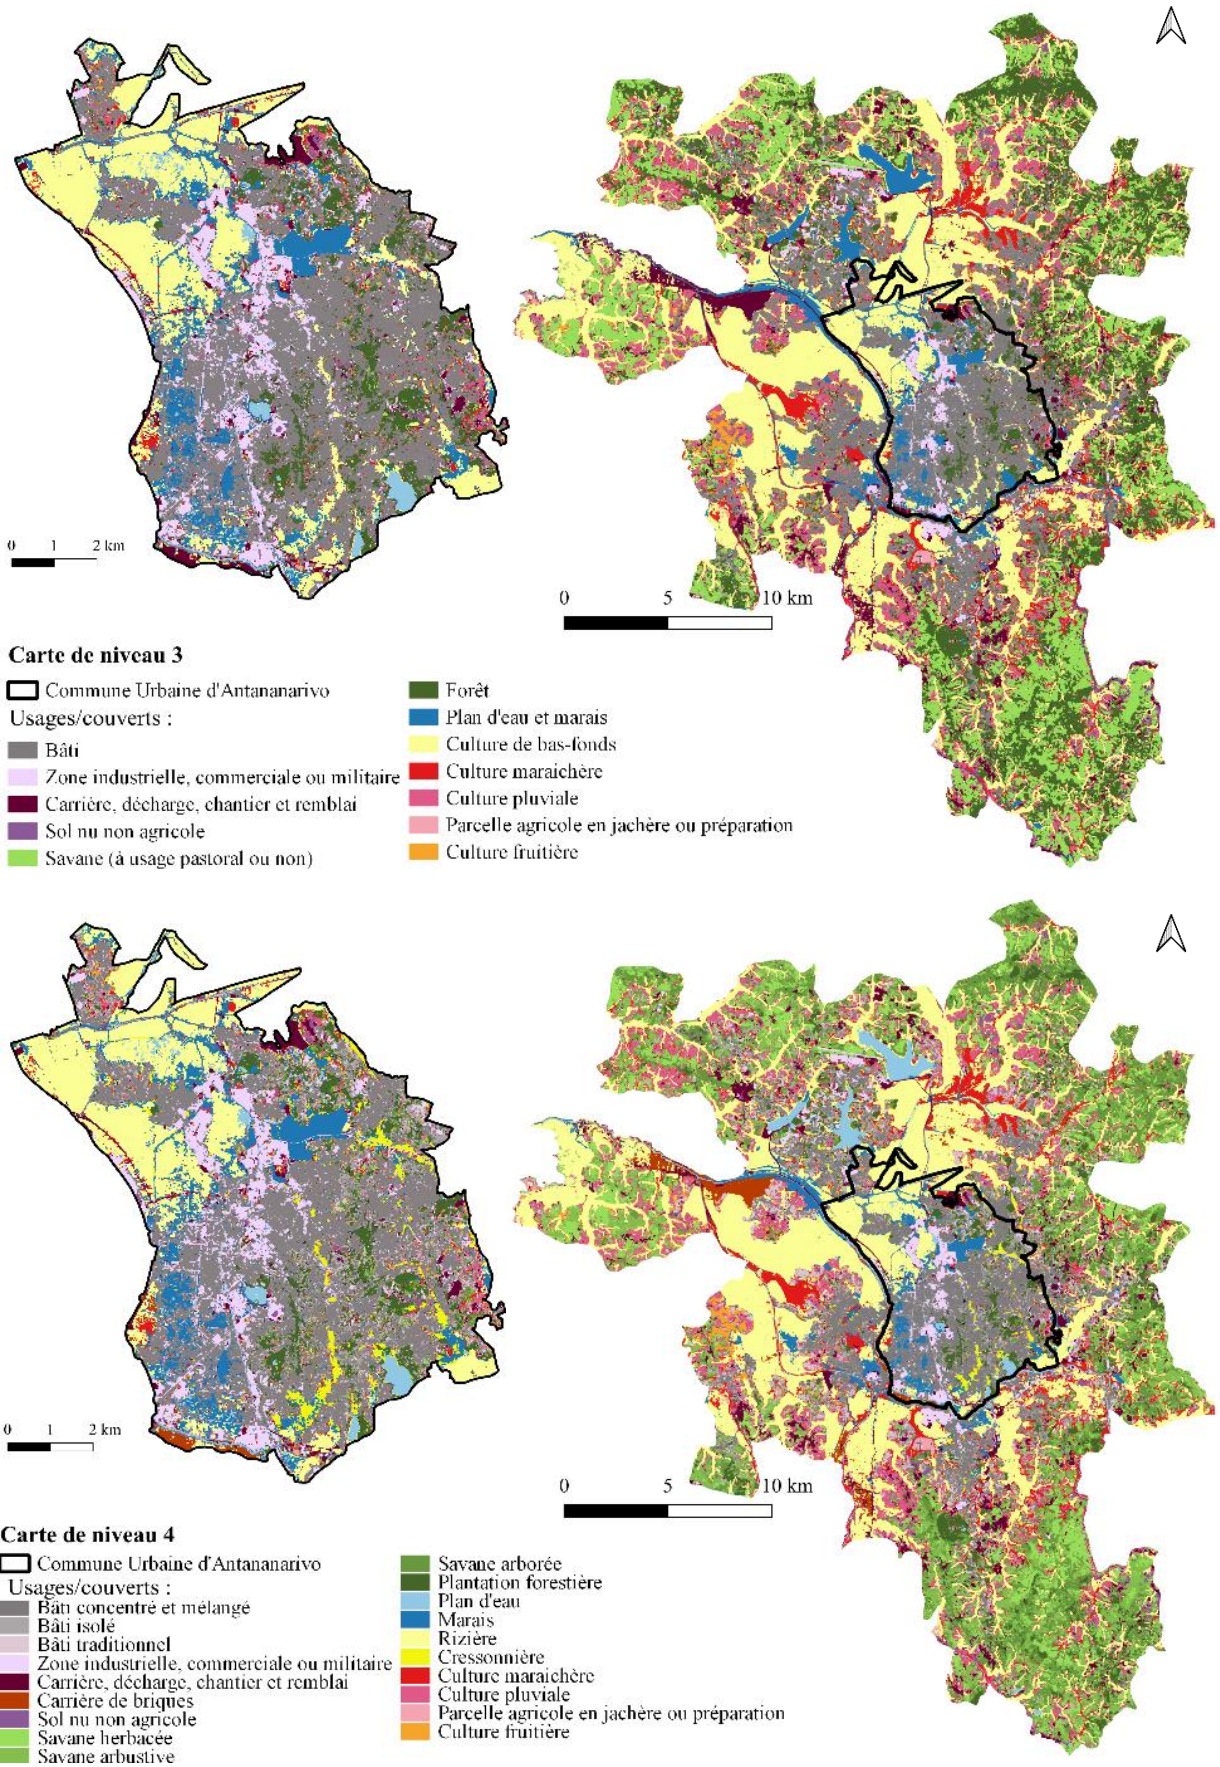 0 1 2 km
0 5 10 km
Carte de niveau 3
Commune Urbaine d'Antananarivo
Usages/couverts :
Bâti
Zone industrielle, commerciale ou militaire
Carrière, décharge, chantier et remblai
Sol nu non agricole
Savane (à usage pastoral ou non)
Forêt
Plan d'eau et marais
Culture de bas-fonds
Culture maraichère
Culture pluviale
Parcelle agricole en jachère ou préparation
Culture fruitière
0 1 2 km
0 5 10 km
Carte de niveau 4
Commune Urbaine d'Antananarivo
Usages/couverts :
Bâti concentré et mélangé
Bâti isolé
Bâti traditionnel
Zone industrielle, commerciale ou militaire
Carrière, décharge, chantier et remblai
Carrière de briques
Sol nu non agricole
Savane herbacée
Savane arbustive
Savane arborée
Plantation forestière
Plan d'eau
Marais
Rizière
Cressonnière
Culture maraichère
Culture pluviale
Parcelle agricole en jachère ou préparation
Culture fruitière